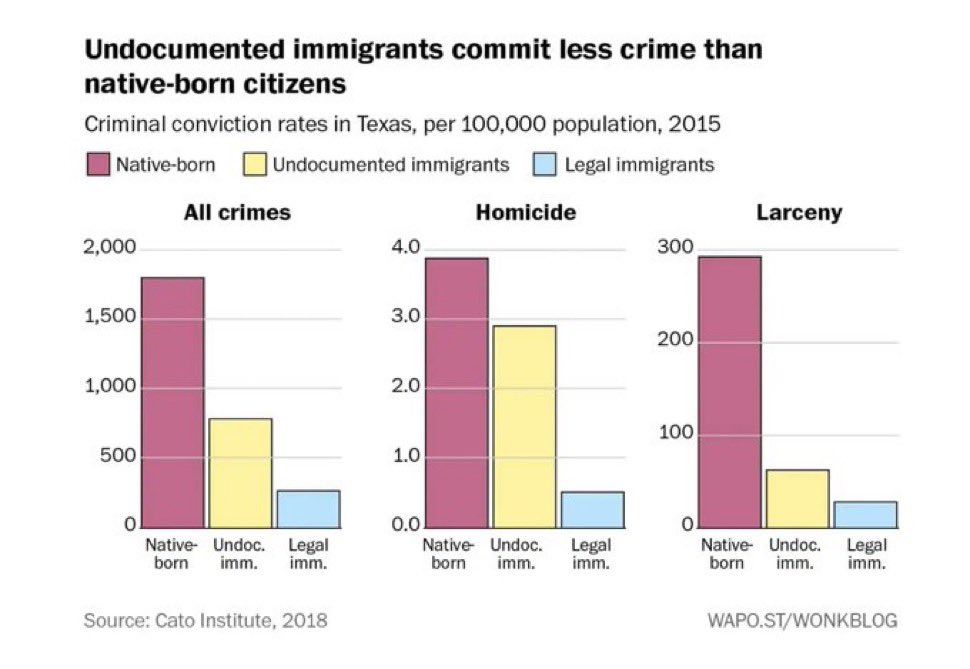 Undocumented immigrants commit less crime than
native-born citizens
Criminal conviction rates in Texas, per 100,000 population, 2015
Native-born Undocumented immigrants Legal immigrants
All crimes
2,000
1,500
1,000
500
0
Native-
born
Undoc.
imm.
Legal
imm.
Homicide
4.0
3.0
2.0
1.0
0.0
Native-
born
Undoc.
imm.
Legal
imm.
Larceny
300
200
100
0
Native-
born
Undoc.
imm.
Legal
imm.
Source: Cato Institute, 2018
WAPO.ST/WONKBLOG